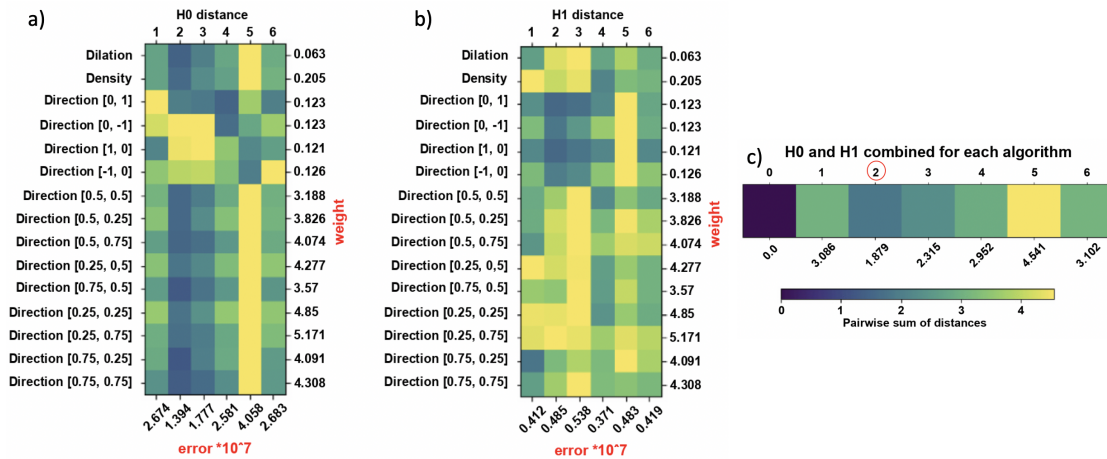 a)
H0 distance
1 2 3 4 5 6
Dilation 0.063
Density 0.205
Direction [0, 1] 0.123
Direction [0, -1] 0.123
Direction [1, 0] 0.121
Direction [-1, 0] 0.126
Direction [0.5, 0.5] 3.188
Direction [0.5, 0.25] 3.826
Direction [0.5, 0.75] 4.074
Direction [0.25, 0.5] 4.277
Direction [0.75, 0.5] 3.57
Direction [0.25, 0.25] 4.85
Direction [0.25, 0.75] 5.171
Direction [0.75, 0.25] 4.091
Direction [0.75, 0.75] 4.308
weight
2.674 1.394 1.777 2.581 4.058 2.683
error *10^7
b)
H1 distance
1 2 3 4 5 6
Dilation 0.063
Density 0.205
Direction [0, 1] 0.123
Direction [0, -1] 0.123
Direction [1, 0] 0.121
Direction [-1, 0] 0.126
Direction [0.5, 0.5] 3.188
Direction [0.5, 0.25] 3.826
Direction [0.5, 0.75] 4.074
Direction [0.25, 0.5] 4.277
Direction [0.75, 0.5] 3.57
Direction [0.25, 0.25] 4.85
Direction [0.25, 0.75] 5.171
Direction [0.75, 0.25] 4.091
Direction [0.75, 0.75] 4.308
weight
0.412 0.485 0.538 0.371 0.483 0.419
error *10^7
c)
H0 and H1 combined for each algorithm
0 1 2 3 4 5 6
0.0 3.086 1.879 2.315 2.952 4.541 3.102
0 1 2 3 4
Pairwise sum of distances